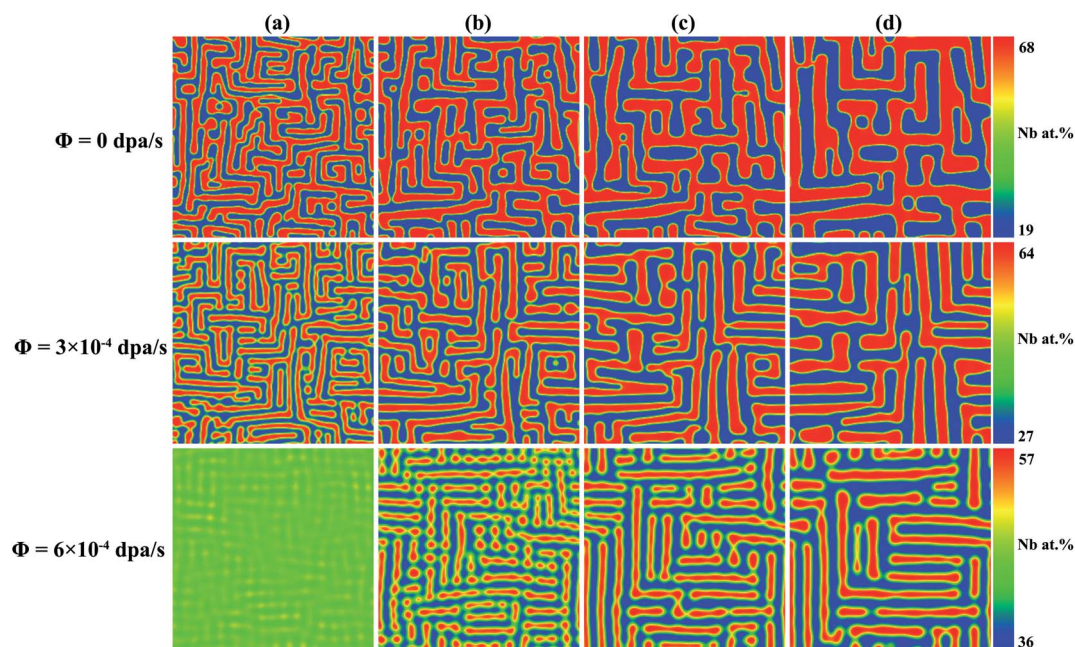 (a) (b) (c) (d)
68
Φ = 0 dpa/s
Nb at.%
19
64
Φ = 3×10⁻⁴ dpa/s
Nb at.%
27
57
Φ = 6×10⁻⁴ dpa/s
Nb at.%
36